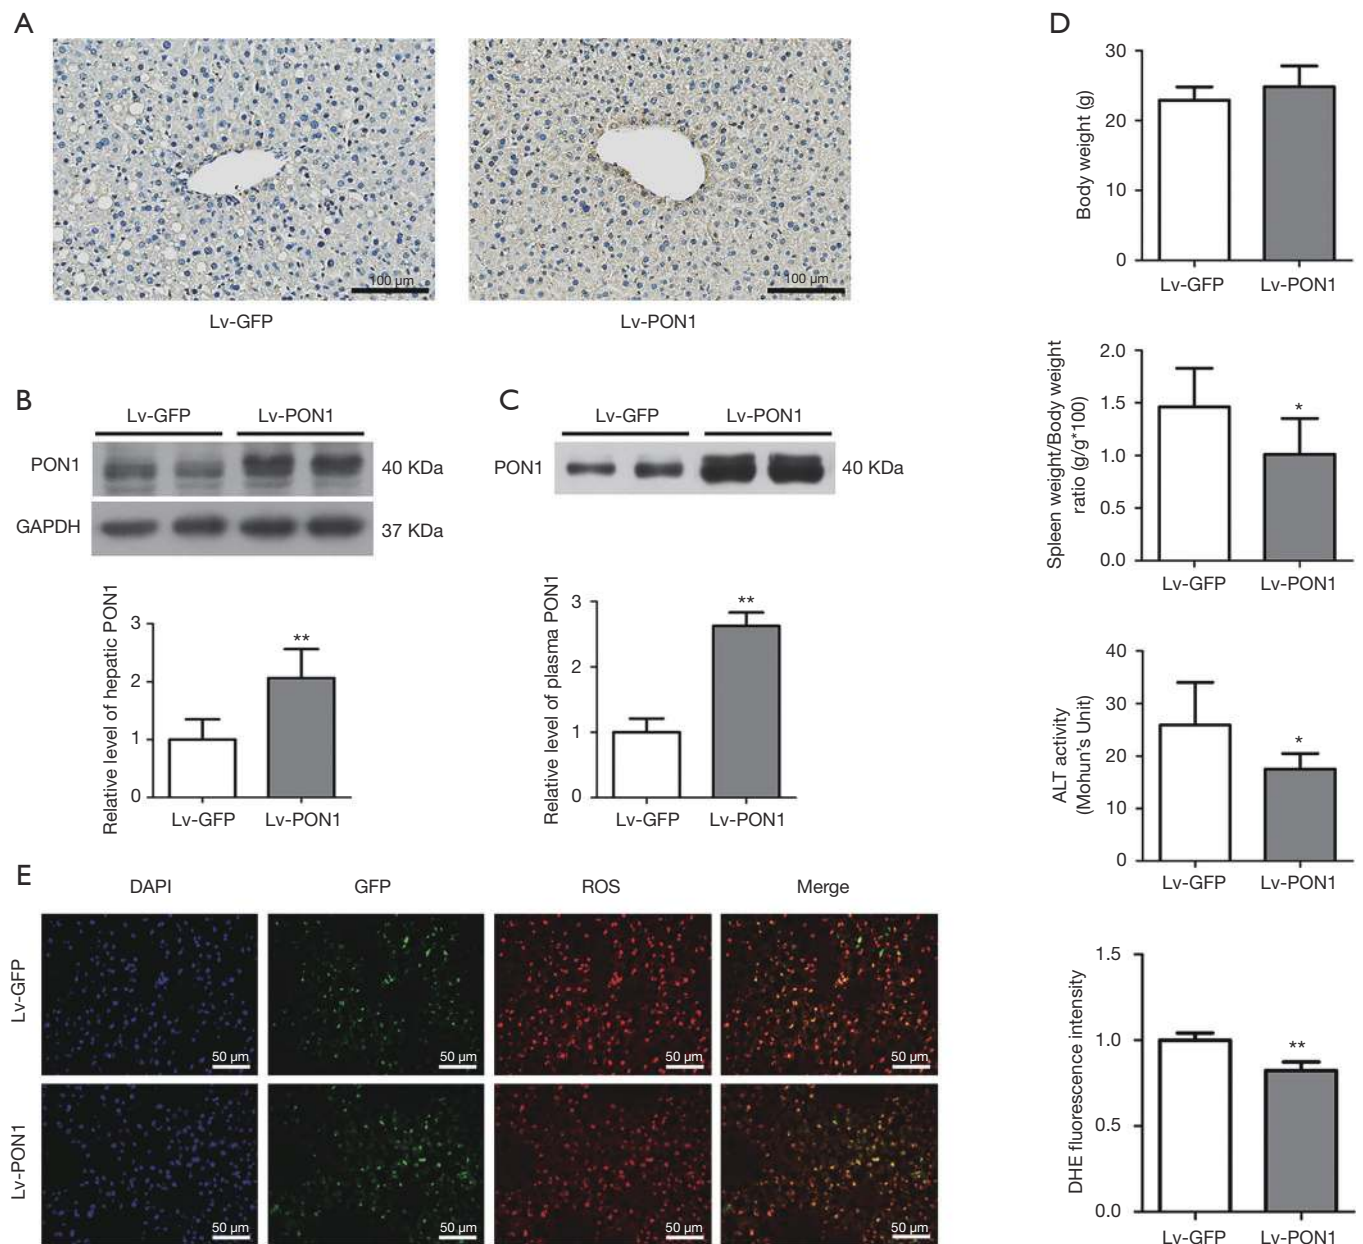 A
100 µm
100 µm
Lv-GFP
Lv-PON1
B
Lv-GFP
Lv-PON1
PON1
40 KDa
GAPDH
37 KDa
Relative level of hepatic PON1
3
2
1
0
**
Lv-GFP
Lv-PON1
C
Lv-GFP
Lv-PON1
PON1
40 KDa
Relative level of plasma PON1
3
2
1
0
**
Lv-GFP
Lv-PON1
D
Body weight (g)
30
20
10
0
Lv-GFP
Lv-PON1
Spleen weight/Body weight
ratio (g/g*100)
2.0
1.5
1.0
0.5
0.0
*
Lv-GFP
Lv-PON1
ALT activity
(Mohun's Unit)
40
30
20
10
0
*
Lv-GFP
Lv-PON1
E
DAPI
GFP
ROS
Merge
Lv-GFP
50 µm
50 µm
50 µm
50 µm
Lv-PON1
50 µm
50 µm
50 µm
50 µm
DHE fluorescence intensity
1.5
1.0
0.5
0.0
**
Lv-GFP
Lv-PON1